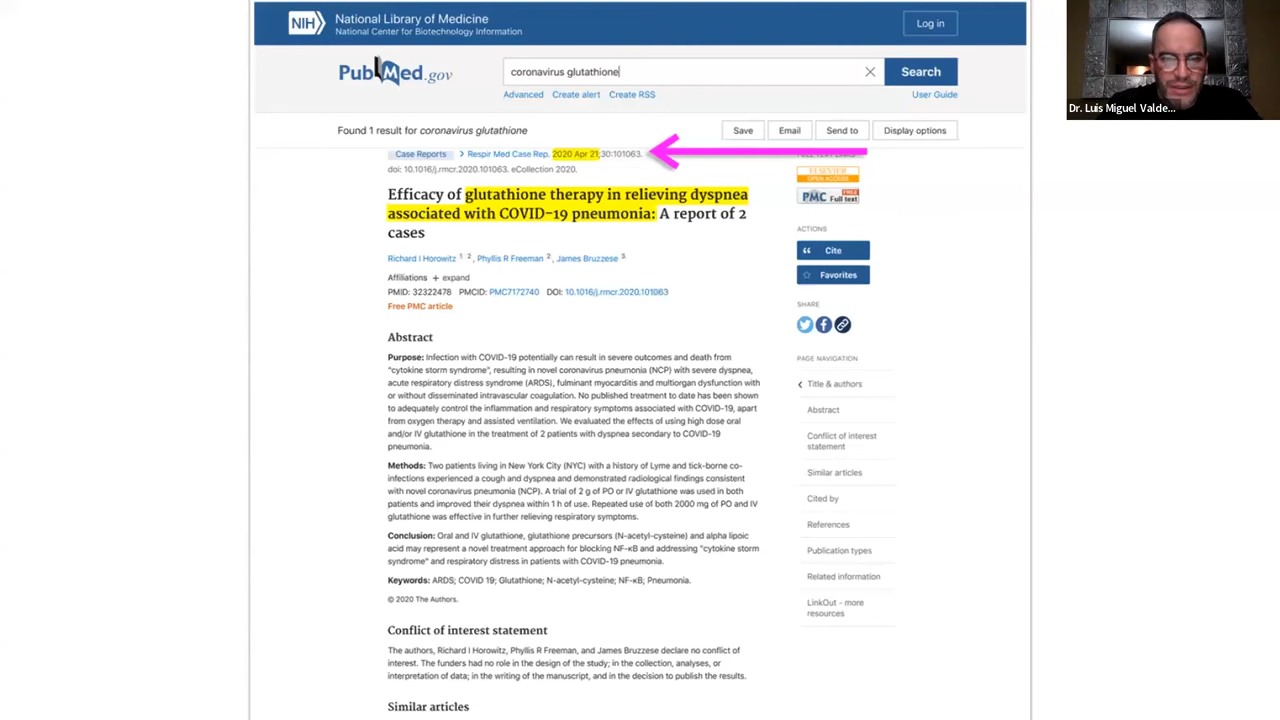 NIH National Library of Medicine
National Center for Biotechnology Information
Log in
Dr. Luis Miguel Valde...
PubMed.gov
coronavirus glutathione
Search
Advanced Create alert Create RSS
User Guide
Found 1 result for coronavirus glutathione
Save Email Send to Display options
Case Reports > Respir Med Case Rep. 2020 Apr 21;30:101063.
doi: 10.1016/j.rmcr.2020.101063. eCollection 2020.
Efficacy of glutathione therapy in relieving dyspnea
associated with COVID-19 pneumonia: A report of 2
cases
Richard I Horowitz 1 2, Phyllis R Freeman 2, James Bruzzese 3
Affiliations + expand
PMID: 32322478 PMCID: PMC7172740 DOI: 10.1016/j.rmcr.2020.101063
Free PMC article
Abstract
Purpose: Infection with COVID-19 potentially can result in severe outcomes and death from
"cytokine storm syndrome", resulting in novel coronavirus pneumonia (NCP) with severe dyspnea,
acute respiratory distress syndrome (ARDS), fulminant myocarditis and multiorgan dysfunction with
or without disseminated intravascular coagulation. No published treatment to date has been shown
to adequately control the inflammation and respiratory symptoms associated with COVID-19, apart
from oxygen therapy and assisted ventilation. We evaluated the effects of using high dose oral
and/or IV glutathione in the treatment of 2 patients with dyspnea secondary to COVID-19
pneumonia.
Methods: Two patients living in New York City (NYC) with a history of Lyme and tick-borne co-
infections experienced a cough and dyspnea and demonstrated radiological findings consistent
with novel coronavirus pneumonia (NCP). A trial of 2 g of PO or IV glutathione was used in both
patients and improved their dyspnea within 1 h of use. Repeated use of both 2000 mg of PO and IV
glutathione was effective in further relieving respiratory symptoms.
Conclusion: Oral and IV glutathione, glutathione precursors (N-acetyl-cysteine) and alpha lipoic
acid may represent a novel treatment approach for blocking NF-κB and addressing "cytokine storm
syndrome" and respiratory distress in patients with COVID-19 pneumonia.
Keywords: ARDS; COVID 19; Glutathione; N-acetyl-cysteine; NF-κB; Pneumonia.
© 2020 The Authors.
Conflict of interest statement
The authors, Richard I Horowitz, Phyllis R Freeman, and James Bruzzese declare no conflict of
interest. The funders had no role in the design of the study; in the collection, analyses, or
interpretation of data; in the writing of the manuscript, or in the decision to publish the results.
Similar articles
FULL TEXT LINKS
ELSEVIER
OPEN ACCESS
PMC FREE Full text
ACTIONS
Cite
Favorites
SHARE
PAGE NAVIGATION
Title & authors
Abstract
Conflict of interest
statement
Similar articles
Cited by
References
Publication types
Related information
LinkOut - more
resources